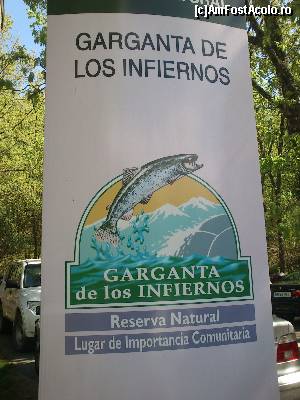 (c)AmFostAcolo.ro
GARGANTA DE
LOS INFIERNOS
GARGANTA
de los INFIERNOS
Reserva Natural
Lugar de Importancia Comunitaria